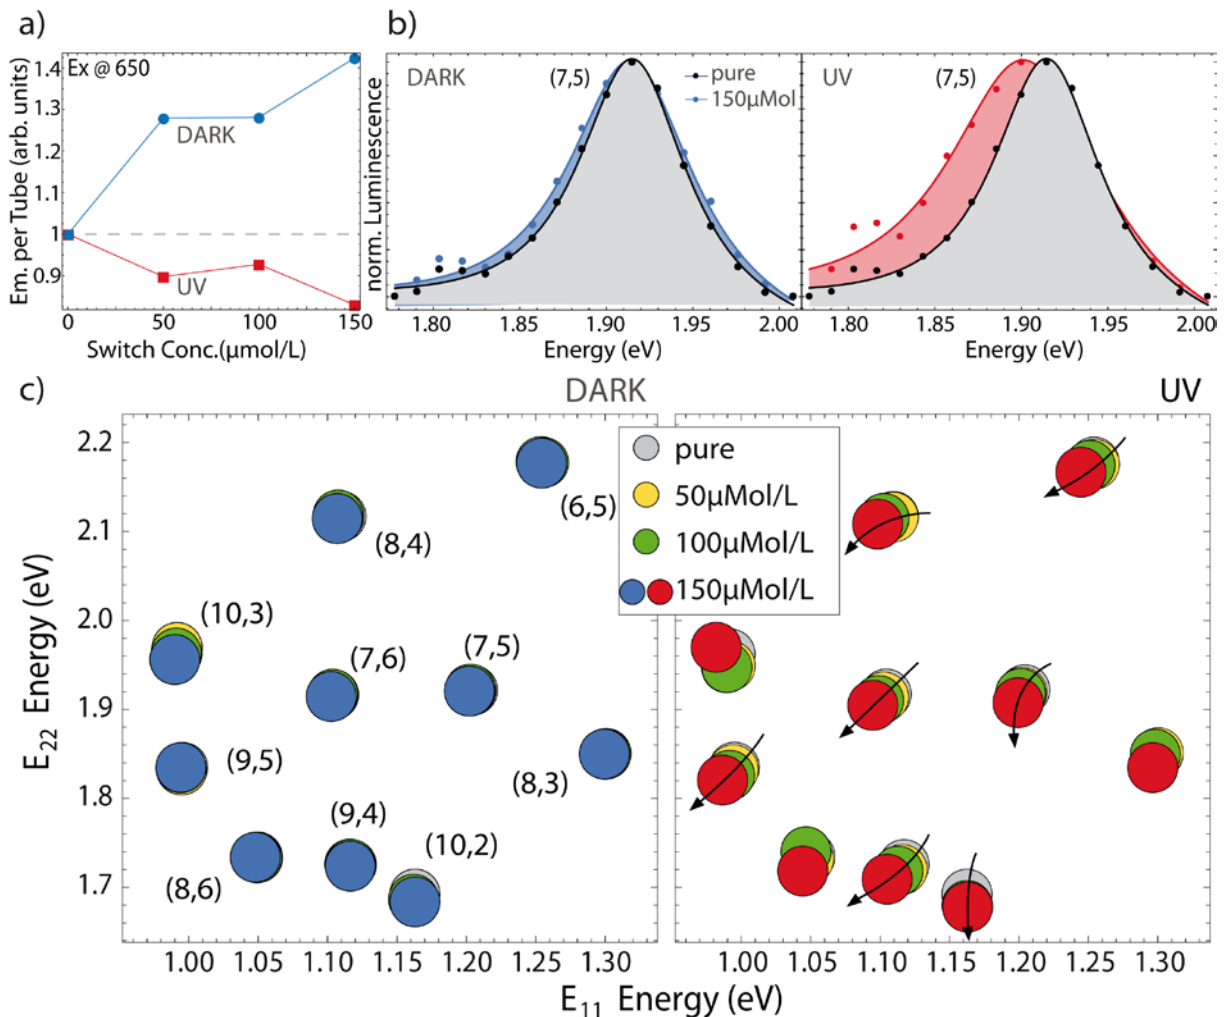 a)
Ex @ 650
DARK
UV
Em. per Tube (arb. units)
1.4
1.3
1.2
1.1
1
0.9
0
50
100
150
Switch Conc.(μmol/L)
b)
DARK
(7,5)
pure
150μMol
norm. Luminescence
1.80
1.85
1.90
1.95
2.00
Energy (eV)
UV
(7,5)
1.80
1.85
1.90
1.95
2.00
Energy (eV)
c)
DARK
UV
E22 Energy (eV)
2.2
2.1
2.0
1.9
1.8
1.7
(6,5)
(8,4)
(10,3)
(7,6)
(7,5)
(9,5)
(8,3)
(9,4)
(10,2)
(8,6)
pure
50μMol/L
100μMol/L
150μMol/L
1.00
1.05
1.10
1.15
1.20
1.25
1.30
1.00
1.05
1.10
1.15
1.20
1.25
1.30
E11 Energy (eV)